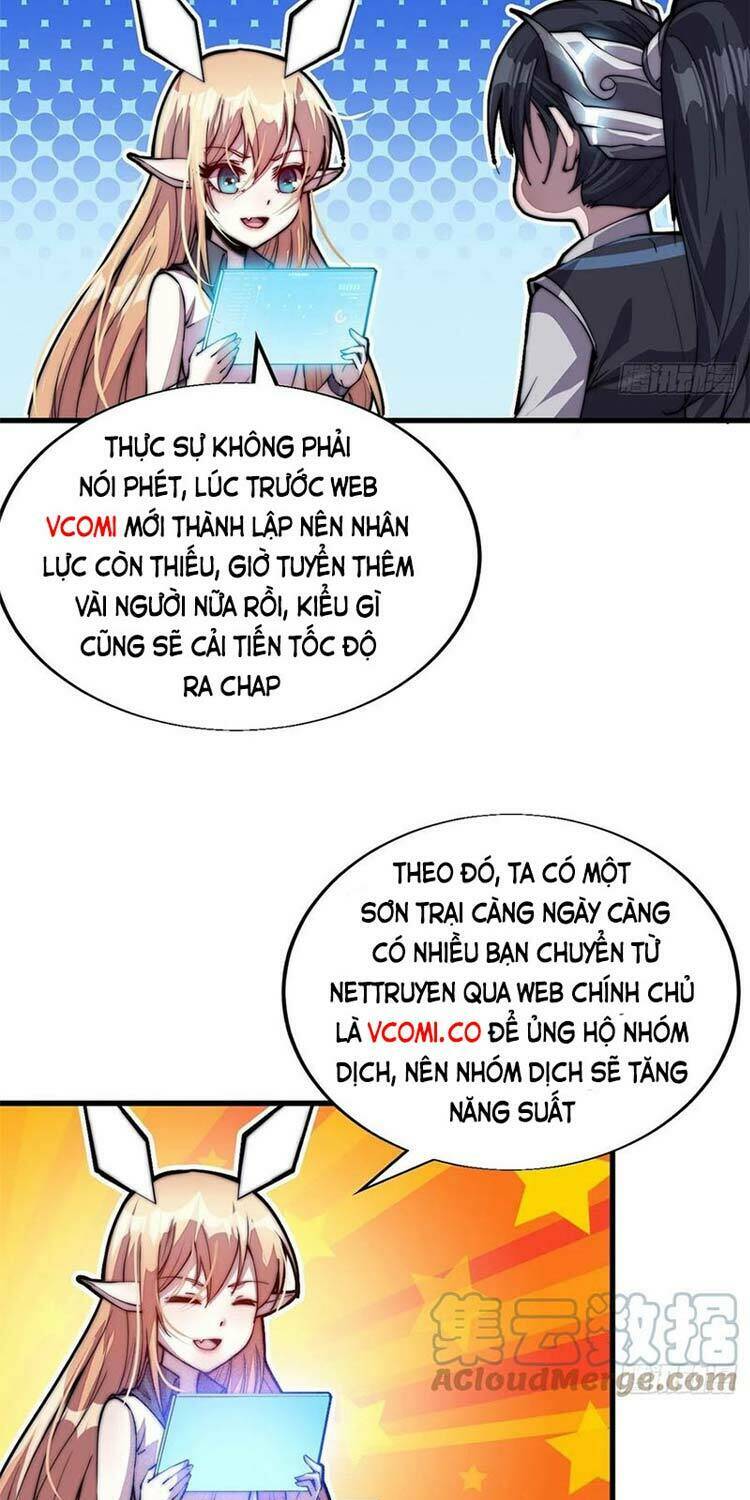 腾讯动漫
THỰC SỰ KHÔNG PHẢI
NÓI PHÉT, LÚC TRƯỚC WEB
VCOMI MỚI THÀNH LẬP NÊN NHÂN
LỰC CÒN THIẾU, GIỜ TUYỂN THÊM
VÀI NGƯỜI NỮA RỒI, KIỂU GÌ
CŨNG SẼ CẢI TIẾN TỐC ĐỘ
RA CHAP
THEO ĐÓ, TA CÓ MỘT
SƠN TRẠI CÀNG NGÀY CÀNG
CÓ NHIỀU BẠN CHUYỂN TỪ
NETTRUYEN QUA WEB CHÍNH CHỦ
LÀ VCOMI.CO ĐỂ ỦNG HỘ NHÓM
DỊCH, NÊN NHÓM DỊCH SẼ TĂNG
NĂNG SUẤT
集云数据
AcloudMerge.com